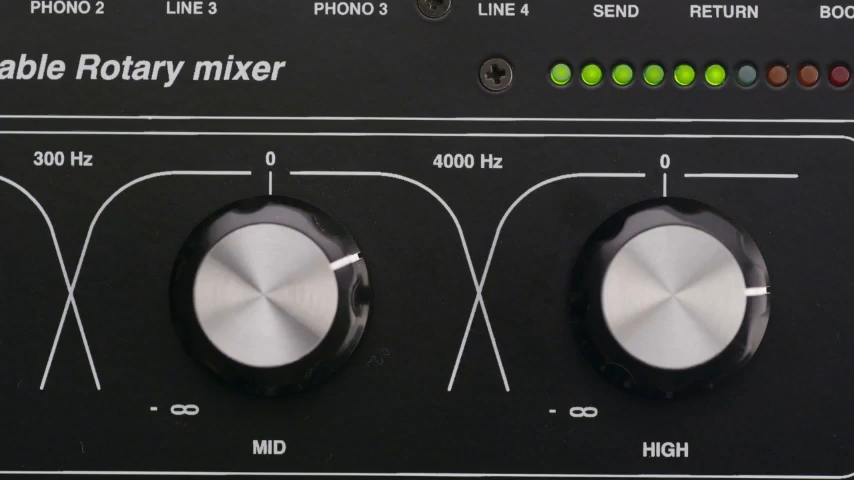 PHONO 2 LINE 3 PHONO 3 LINE 4 SEND RETURN
able Rotary mixer
300 Hz 0 4000 Hz 0
- ∞ - ∞
MID HIGH